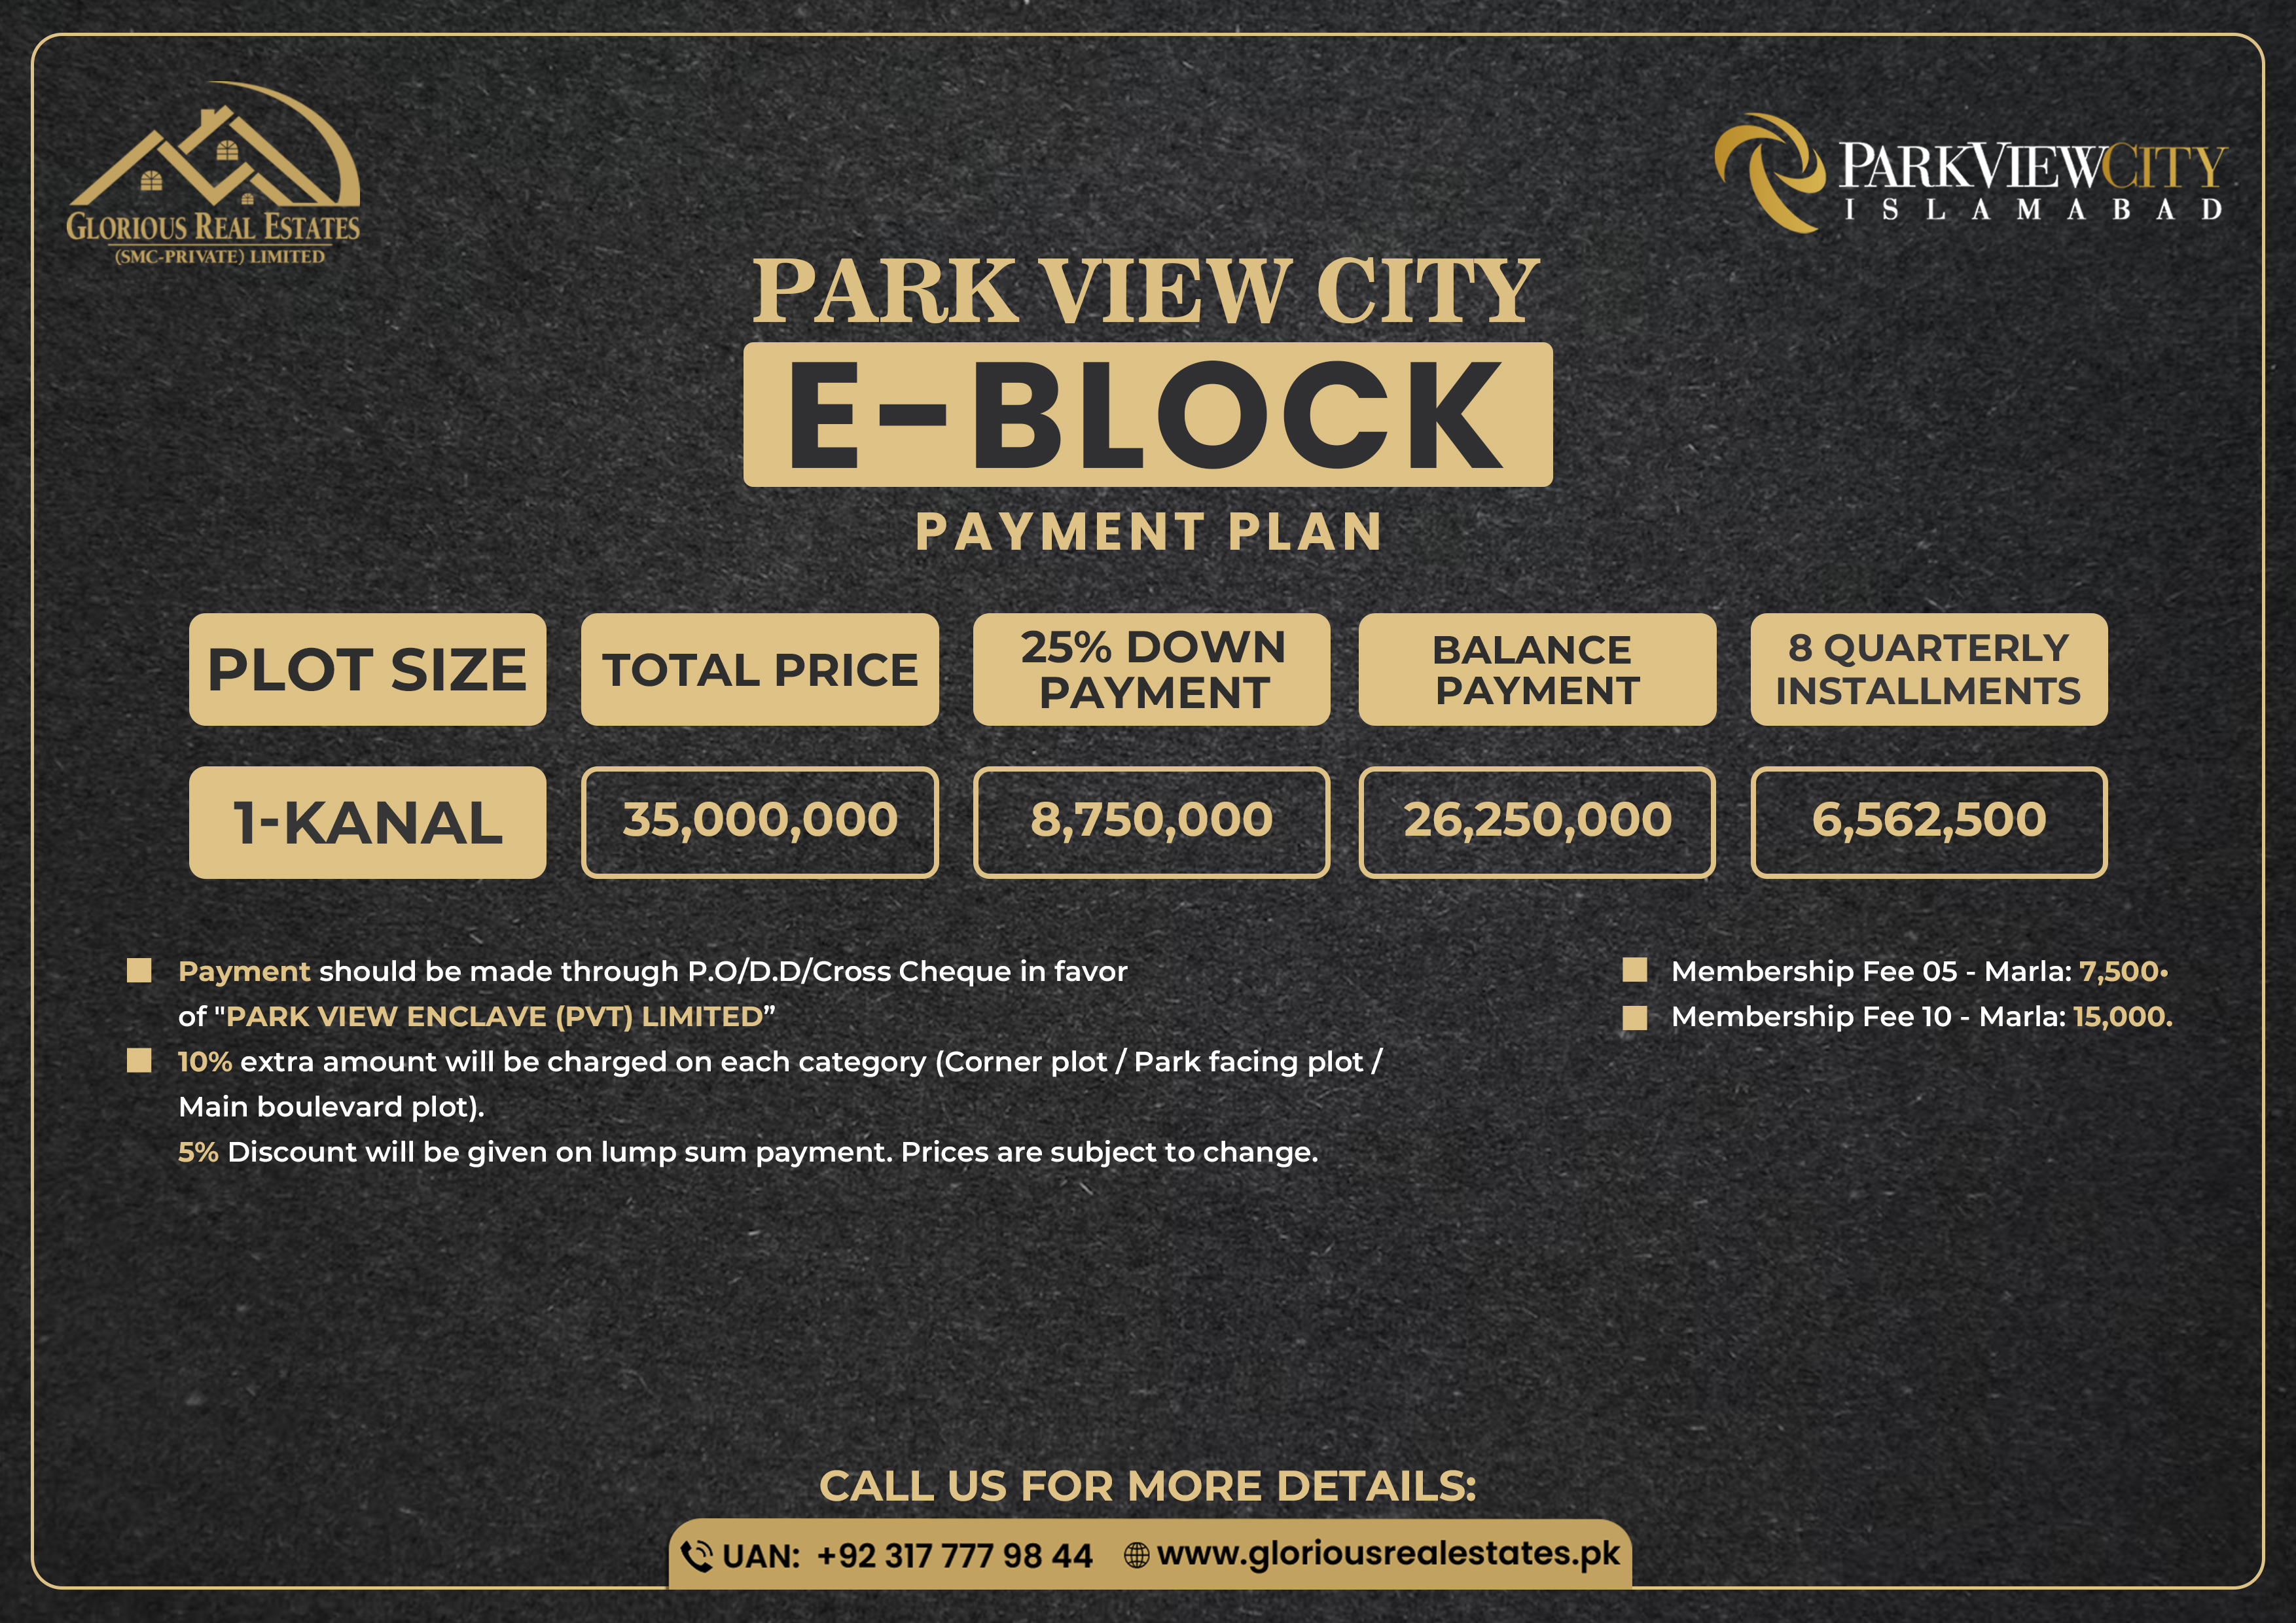 GLORIOUS REAL ESTATES
(SMC-PRIVATE) LIMITED
PARKVIEWCITY
ISLAMABAD
PARK VIEW CITY
E-BLOCK
PAYMENT PLAN
PLOT SIZE
TOTAL PRICE
25% DOWN
PAYMENT
BALANCE
PAYMENT
8 QUARTERLY
INSTALLMENTS
1-KANAL
35,000,000
8,750,000
26,250,000
6,562,500
Payment should be made through P.O/D.D/Cross Cheque in favor
of "PARK VIEW ENCLAVE (PVT) LIMITED”
10% extra amount will be charged on each category (Corner plot / Park facing plot /
Main boulevard plot).
5% Discount will be given on lump sum payment. Prices are subject to change.
Membership Fee 05 - Marla: 7,500•
Membership Fee 10 - Marla: 15,000.
CALL US FOR MORE DETAILS:
UAN: +92 317 777 98 44 www.gloriousrealestates.pk